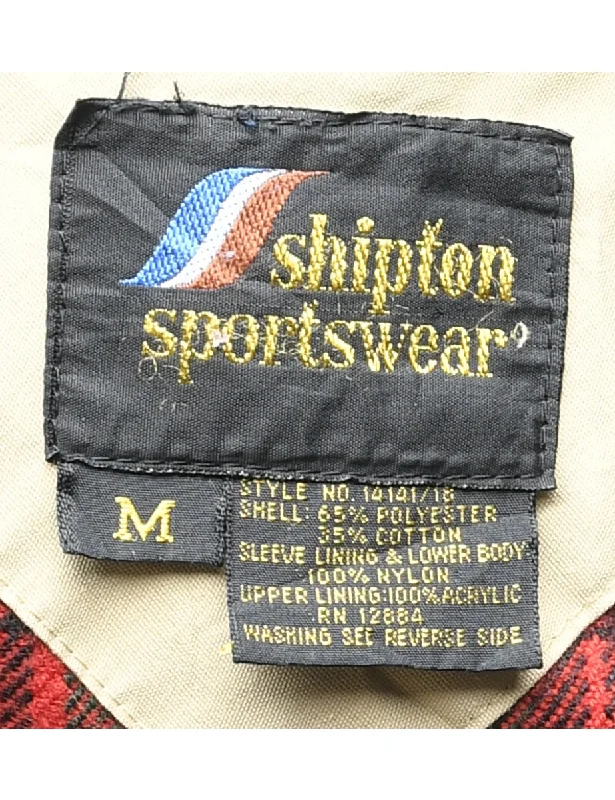 shipton
sportswear
M
STYLE NO. 14141/18
SHELL: 65% POLYESTER
35% COTTON
SLEEVE LINING & LOWER BODY
100% NYLON
UPPER LINING:100% ACRYLIC
RN 12884
WASHING SEE REVERSE SIDE